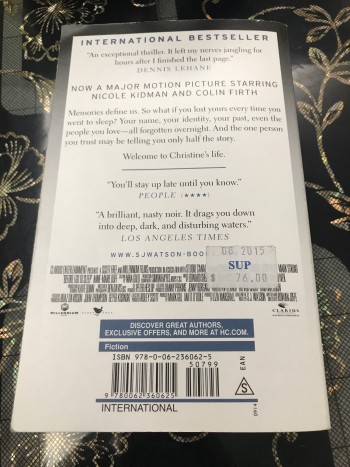 INTERNATIONAL BESTSELLER
"An exceptional thriller. It left my nerves jangling for
hours after I finished the last page."
DENNIS LEHANE
NOW A MAJOR MOTION PICTURE STARRING
NICOLE KIDMAN AND COLIN FIRTH
Memories define us. So what if you lost yours every time you
went to sleep? Your name, your identity, your past, even the
people you love—all forgotten overnight. And the one person
you trust may be telling you only half the story.
Welcome to Christine's life.
"You'll stay up late until you know."
PEOPLE (★★★★)
"A brilliant, nasty noir. It drags you down
into deep, dark, and disturbing waters."
LOS ANGELES TIMES
WWW.SJWATSON-BOO
06 2015
SUP
$ 76.00
MILLENNIUM
CLARIUS
DISCOVER GREAT AUTHORS,
EXCLUSIVE OFFERS, AND MORE AT HC.COM.
Fiction
ISBN 978-0-06-236062-5
50799
EAN
S
9 780062 360625
INTERNATIONAL
0914